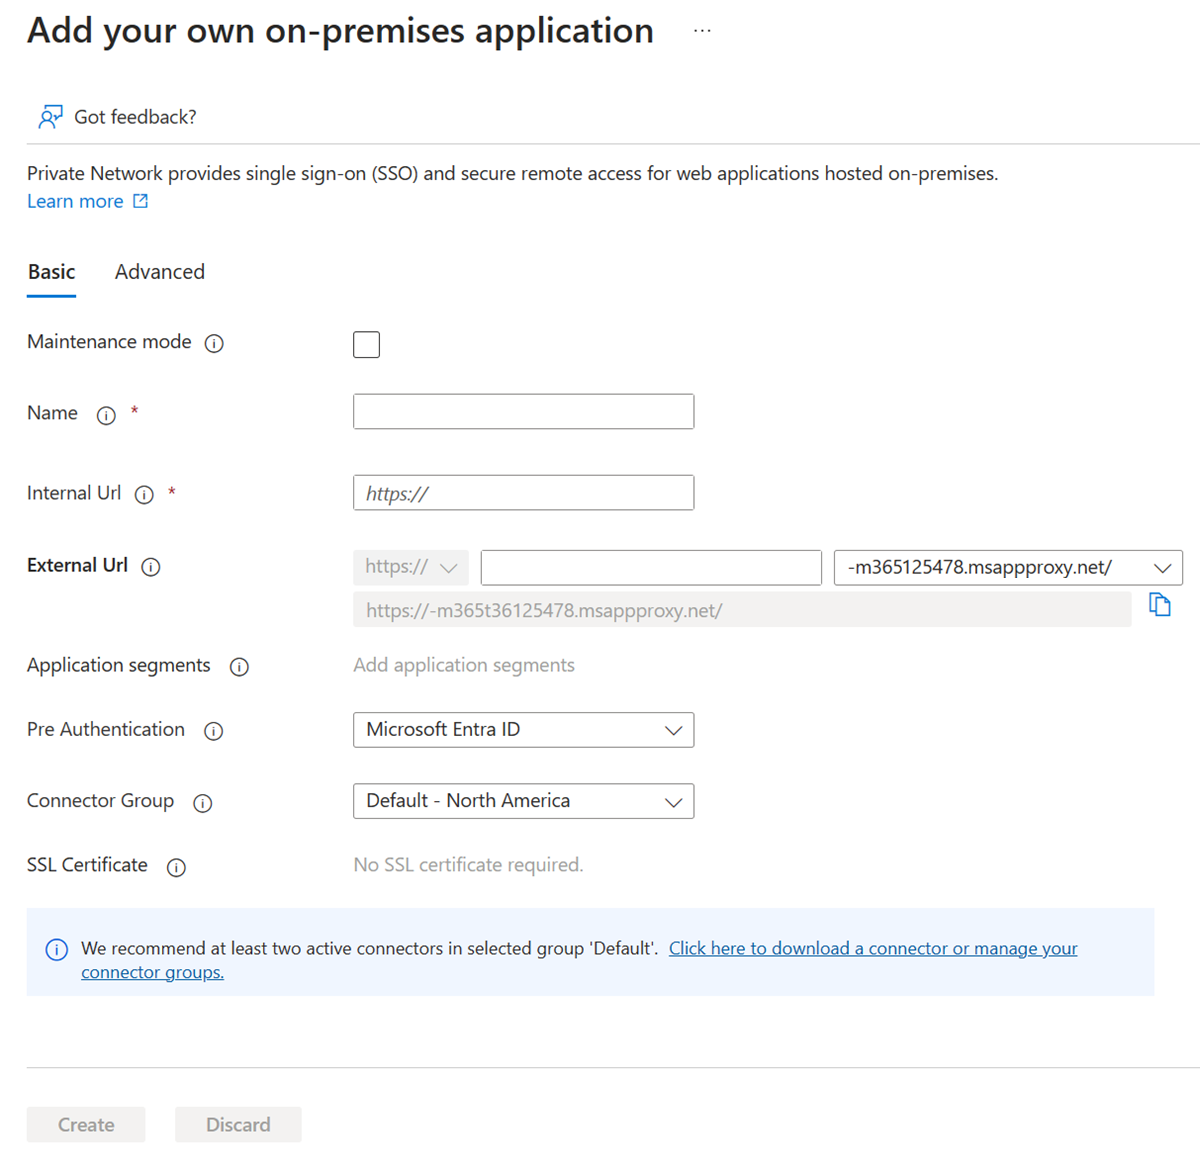 Add your own on-premises application ...
Got feedback?
Private Network provides single sign-on (SSO) and secure remote access for web applications hosted on-premises.
Learn more
Basic Advanced
Maintenance mode
Name *
Internal Url * https://
External Url https:// -m365125478.msappproxy.net/
https://-m365t36125478.msappproxy.net/
Application segments Add application segments
Pre Authentication Microsoft Entra ID
Connector Group Default - North America
SSL Certificate No SSL certificate required.
We recommend at least two active connectors in selected group 'Default'. Click here to download a connector or manage your
connector groups.
Create Discard